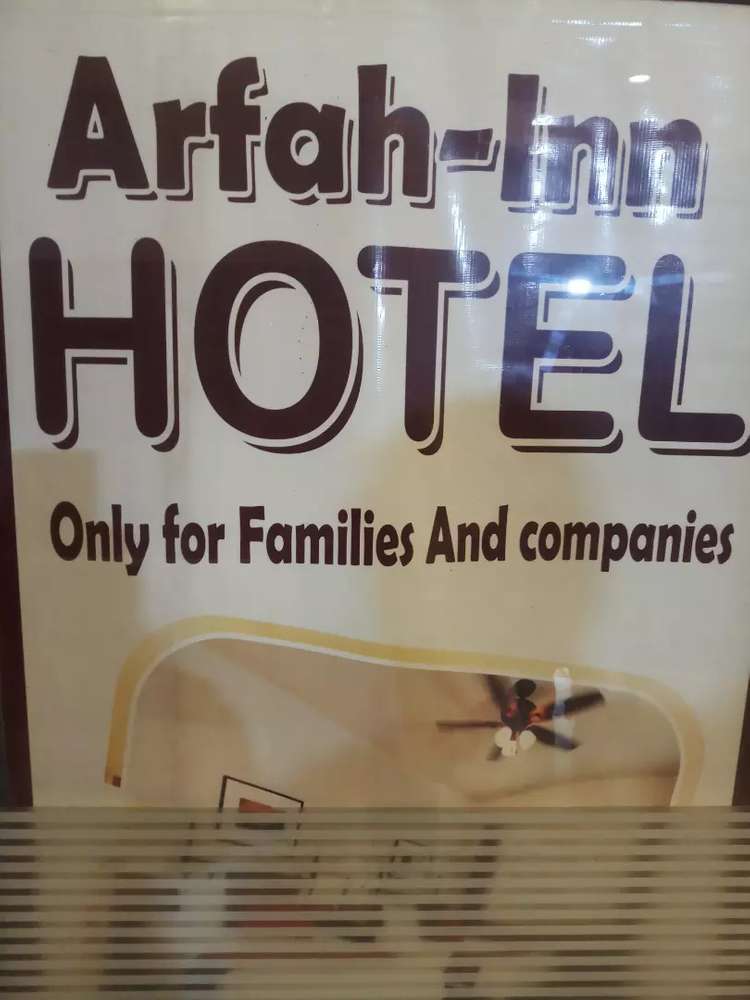 Arfah-Inn
HOTEL
Only for Families And companies